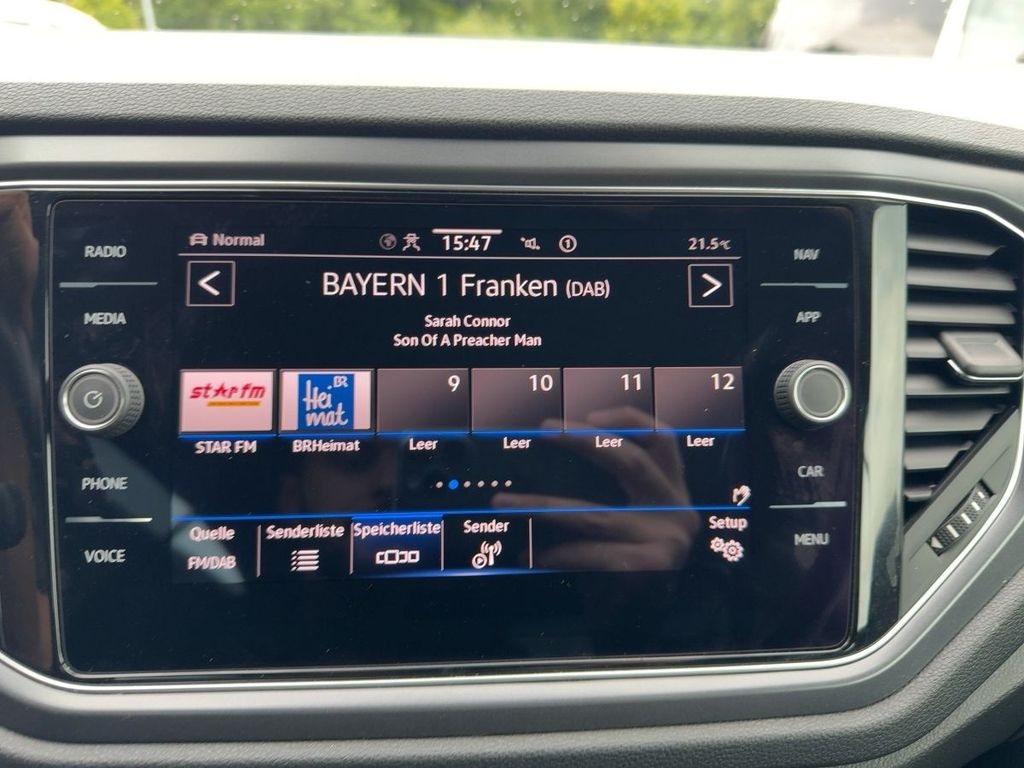 RADIO
MEDIA
PHONE
VOICE
Normal
15:47
1
21.5°C
<
BAYERN 1 Franken (DAB)
>
Sarah Connor
Son Of A Preacher Man
star fm
BR
Hei
mat
9
10
11
12
STAR FM
BRHeimat
Leer
Leer
Leer
Leer
Quelle
FM/DAB
Senderliste
Speicherliste
Sender
Setup
NAV
APP
CAR
MENU